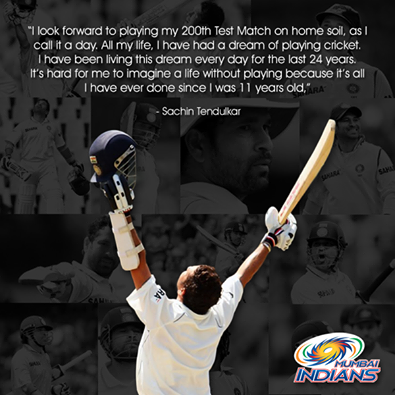 “I look forward to playing my 200th Test Match on home soil, as I
call it a day. All my life, I have had a dream of playing cricket.
I have been living this dream every day for the last 24 years.
It’s hard for me to imagine a life without playing because it’s all
I have ever done since I was 11 years old,”
- Sachin Tendulkar
SAHARA
MUMBAI
INDIANS